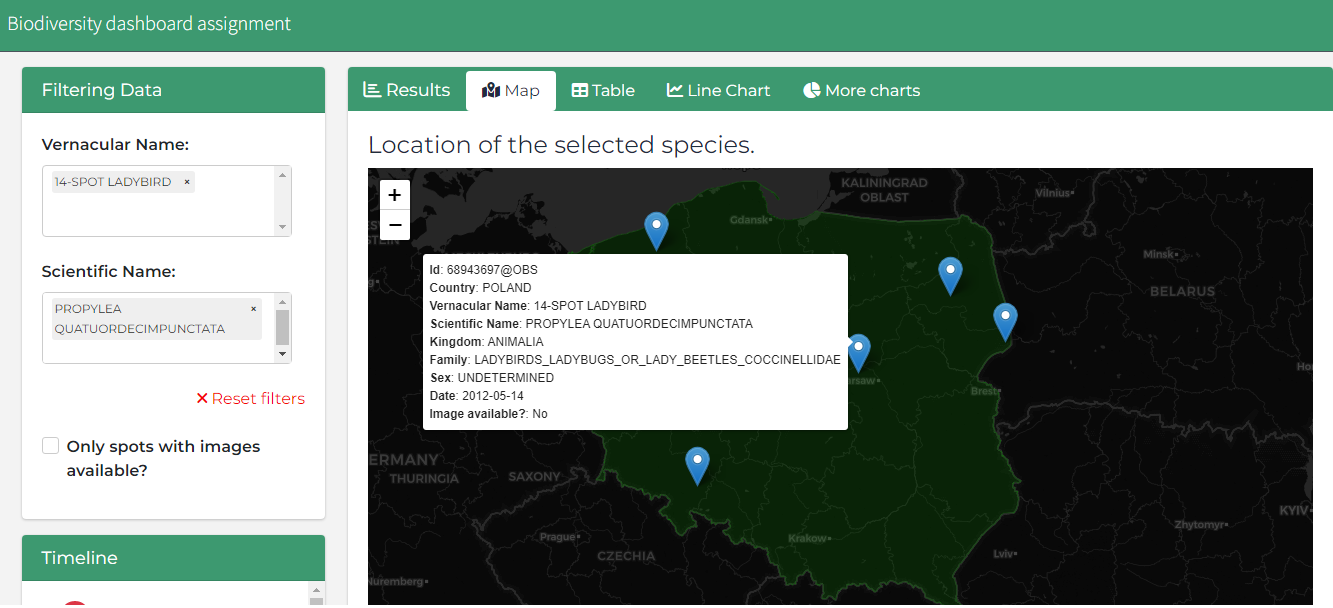 Biodiversity dashboard assignment
Filtering Data
Vernacular Name:
14-SPOT LADYBIRD ×
Scientific Name:
PROPYLEA ×
QUATUORDECIMPUNCTATA
× Reset filters
Only spots with images
available?
Timeline
Results
Map
Table
Line Chart
More charts
Location of the selected species.
+
−
KALININGRAD
OBLAST
Vilnius
Gdansk
Minsk
BELARUS
Id: 68943697@OBS
Country: POLAND
Vernacular Name: 14-SPOT LADYBIRD
Scientific Name: PROPYLEA QUATUORDECIMPUNCTATA
Kingdom: ANIMALIA
Family: LADYBIRDS_LADYBUGS_OR_LADY_BEETLES_COCCINELLIDAE
Sex: UNDETERMINED
Date: 2012-05-14
Image available?: No
arsaw
Brest
ERMANY
THURINGIA
SAXONY
KYIV
Zhytomyr
Prague
CZECHIA
Krakow
Lviv
Nuremberg